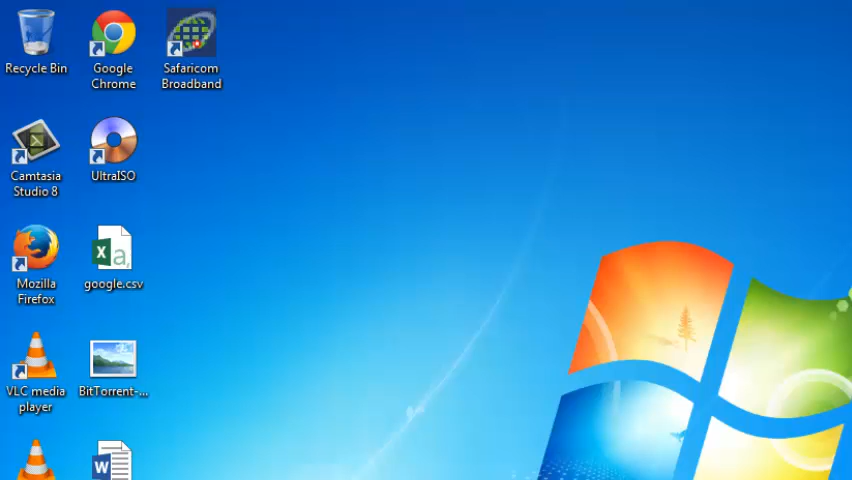 Recycle Bin
Google
Chrome
Safaricom
Broadband
Camtasia
Studio 8
UltraISO
Mozilla
Firefox
google.csv
VLC media
player
BitTorrent-...